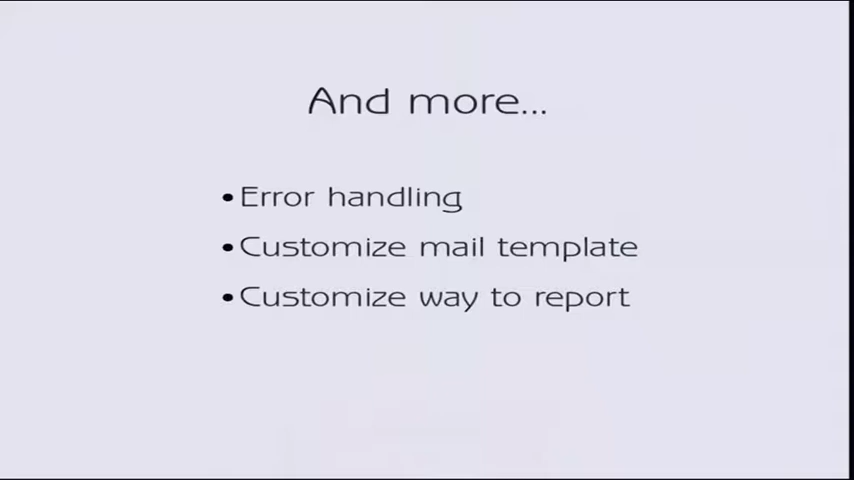 And more...
•Error handling
•Customize mail template
•Customize way to report